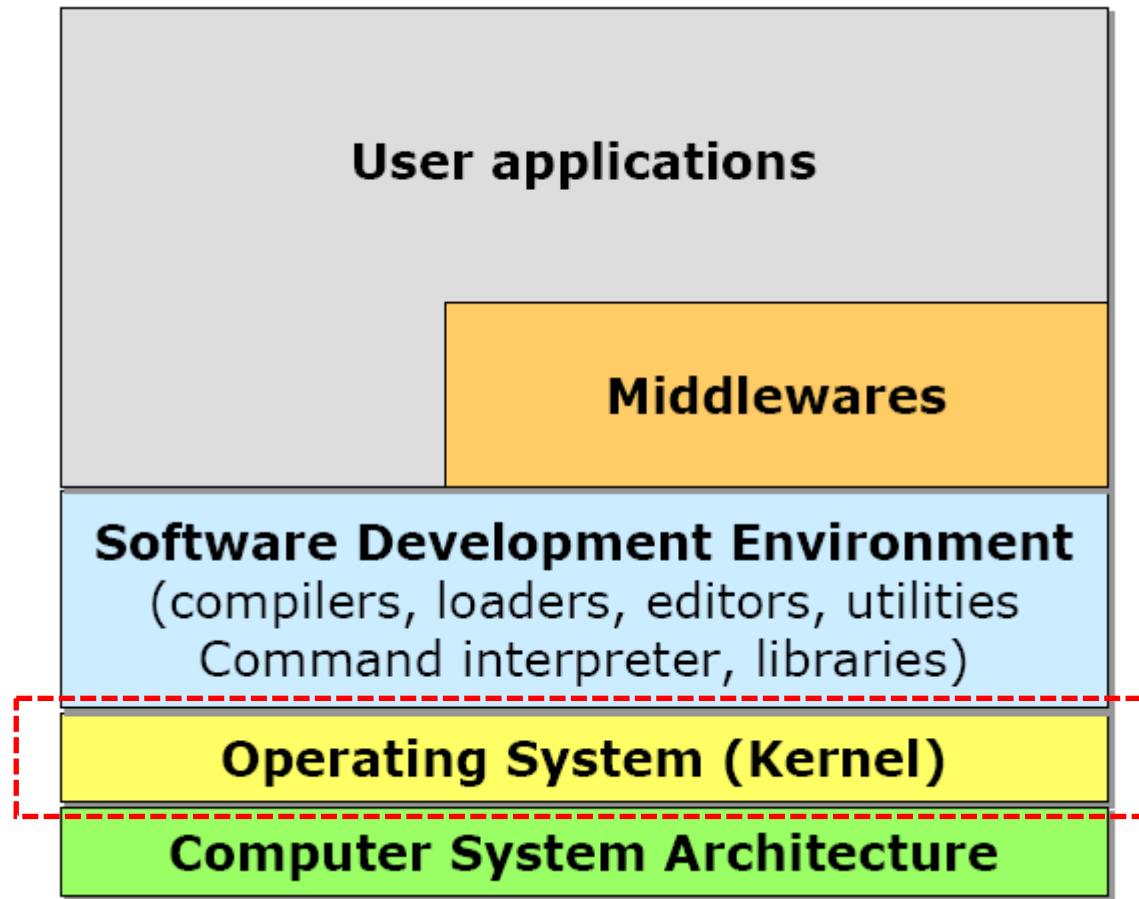 User applications
Middlewares
Software Development Environment
(compilers, loaders, editors, utilities
Command interpreter, libraries)
Operating System (Kernel)
Computer System Architecture